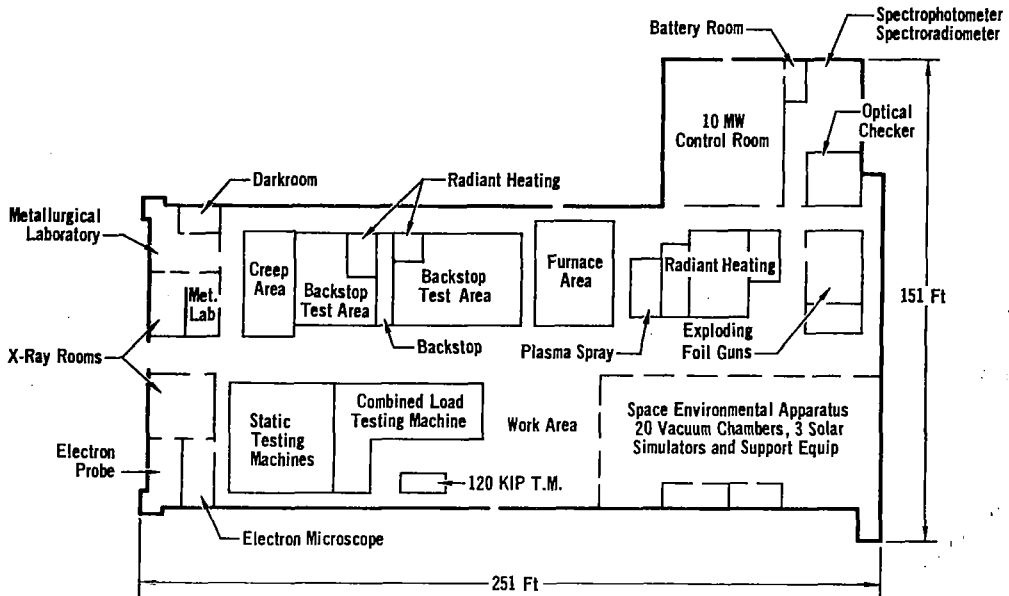 Spectrophotometer
Spectroradiometer
Battery Room
10 MW
Control Room
Optical
Checker
Darkroom
Radiant Heating
Metallurgical
Laboratory
Creep
Area
Backstop
Test Area
Backstop
Test Area
Furnace
Area
Radiant Heating
151 Ft
Met.
Lab
X-Ray Rooms
Backstop
Plasma Spray
Exploding
Foil Guns
Static
Testing
Machines
Combined Load
Testing Machine
Work Area
Space Environmental Apparatus
20 Vacuum Chambers, 3 Solar
Simulators and Support Equip
Electron
Probe
120 KIP T.M.
Electron Microscope
251 Ft